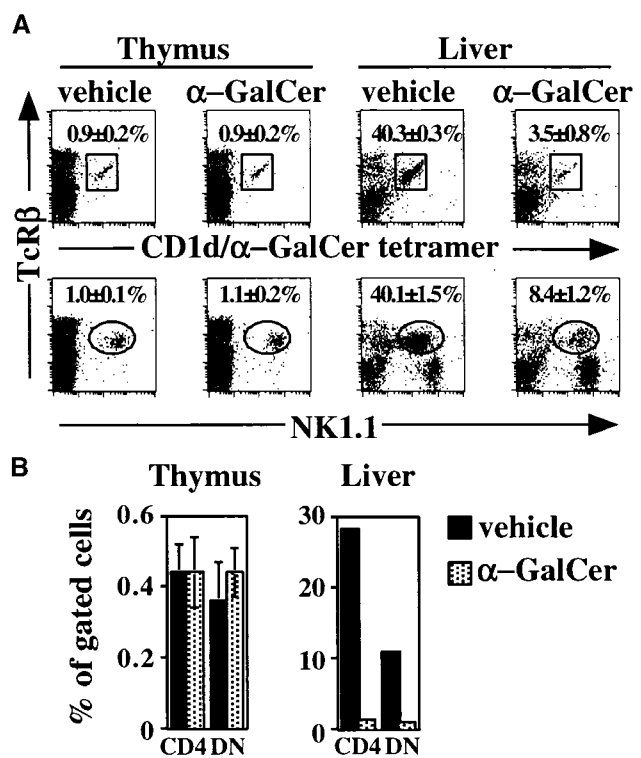 A
Thymus Liver
vehicle α–GalCer vehicle α–GalCer
0.9±0.2% 0.9±0.2% 40.3±0.3% 3.5±0.8%
TcRβ
CD1d/α–GalCer tetramer
1.0±0.1% 1.1±0.2% 40.1±1.5% 8.4±1.2%
NK1.1
B
Thymus Liver
% of gated cells
0.6
0.4
0.2
0
CD4 DN
30
20
10
0
CD4 DN
vehicle
α–GalCer